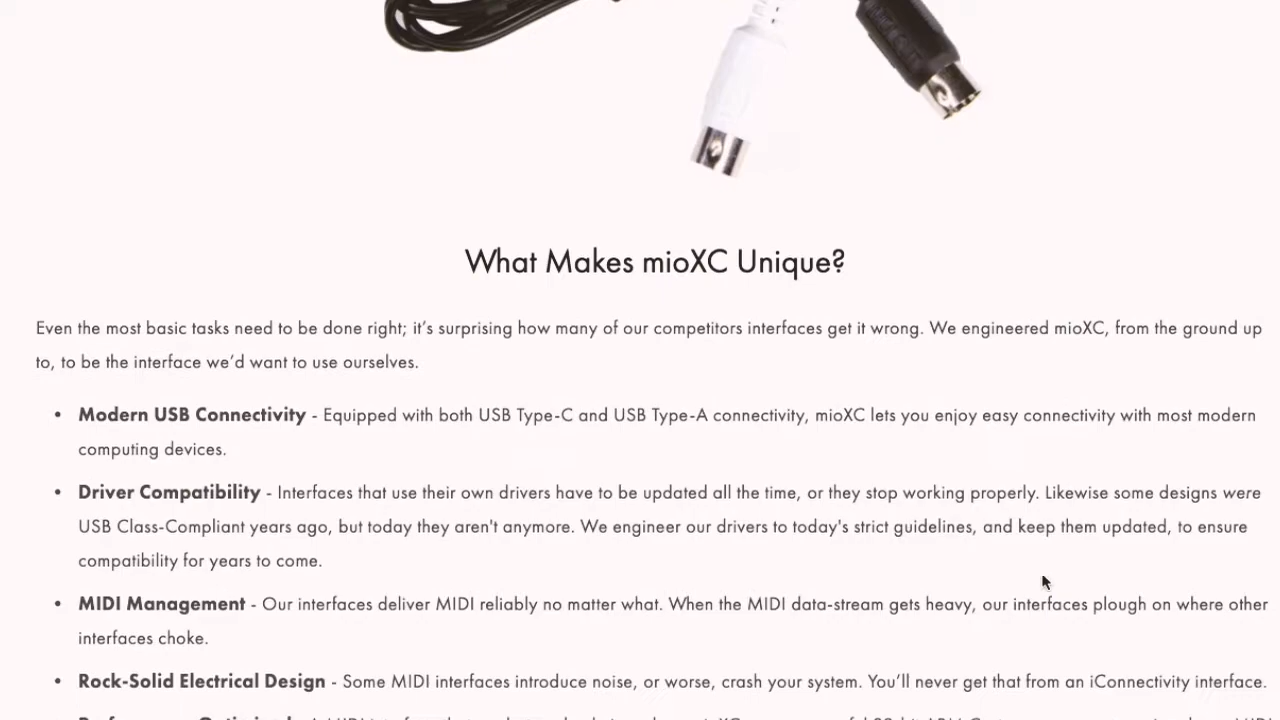 What Makes mioXC Unique?
Even the most basic tasks need to be done right; it’s surprising how many of our competitors interfaces get it wrong. We engineered mioXC, from the ground up
to, to be the interface we’d want to use ourselves.
• Modern USB Connectivity - Equipped with both USB Type-C and USB Type-A connectivity, mioXC lets you enjoy easy connectivity with most modern
computing devices.
• Driver Compatibility - Interfaces that use their own drivers have to be updated all the time, or they stop working properly. Likewise some designs were
USB Class-Compliant years ago, but today they aren't anymore. We engineer our drivers to today's strict guidelines, and keep them updated, to ensure
compatibility for years to come.
• MIDI Management - Our interfaces deliver MIDI reliably no matter what. When the MIDI data-stream gets heavy, our interfaces plough on where other
interfaces choke.
• Rock-Solid Electrical Design - Some MIDI interfaces introduce noise, or worse, crash your system. You’ll never get that from an iConnectivity interface.